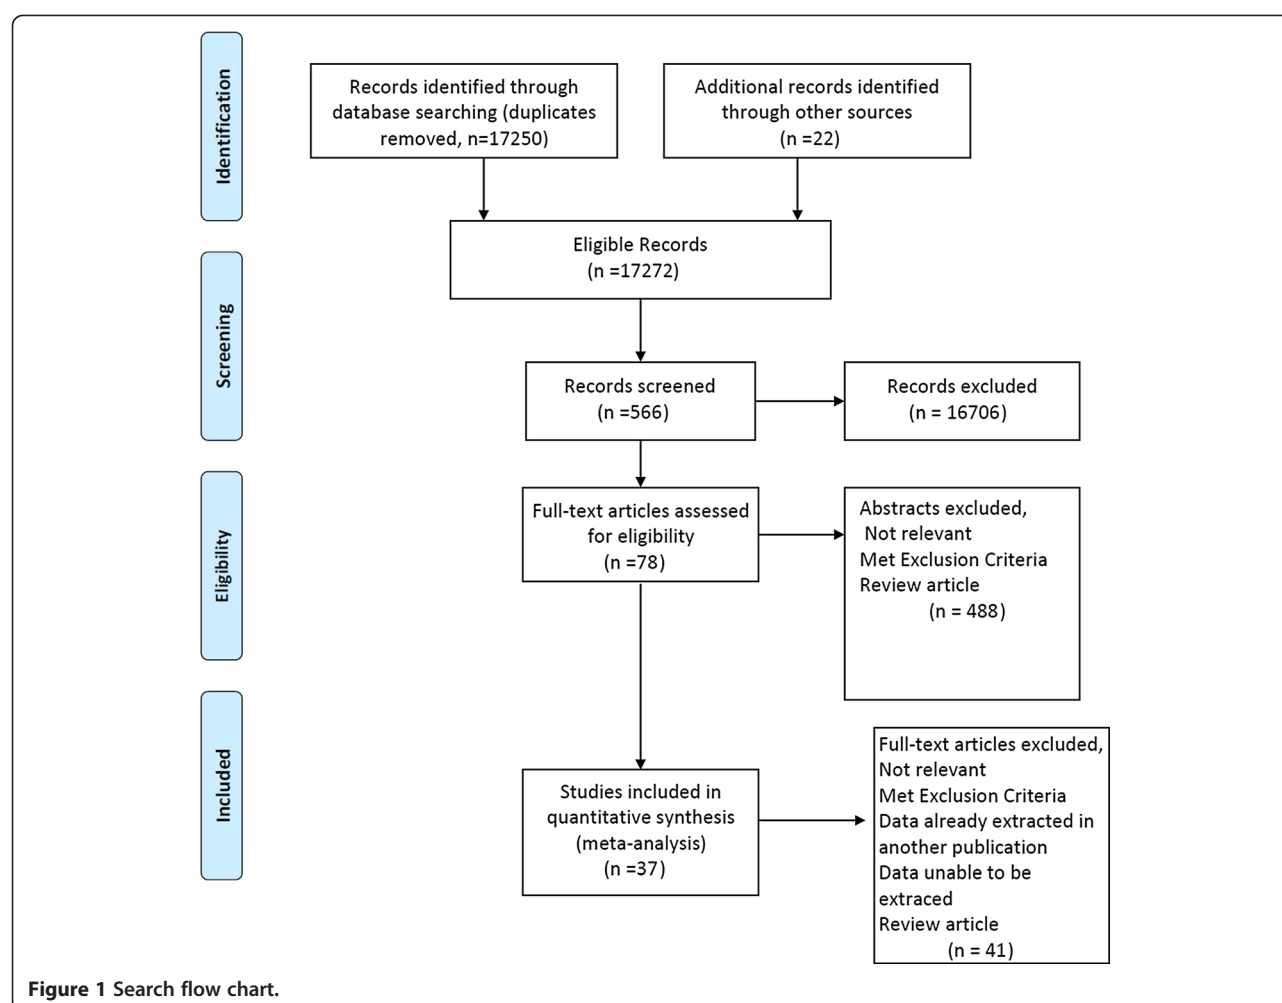 Identification
Records identified through
database searching (duplicates
removed, n=17250)
Additional records identified
through other sources
(n =22)
Eligible Records
(n =17272)
Screening
Records screened
(n =566)
Records excluded
(n = 16706)
Eligibility
Full-text articles assessed
for eligibility
(n =78)
Abstracts excluded,
Not relevant
Met Exclusion Criteria
Review article
(n = 488)
Included
Studies included in
quantitative synthesis
(meta-analysis)
(n =37)
Full-text articles excluded,
Not relevant
Met Exclusion Criteria
Data already extracted in
another publication
Data unable to be
extraced
Review article
(n = 41)
Figure 1 Search flow chart.